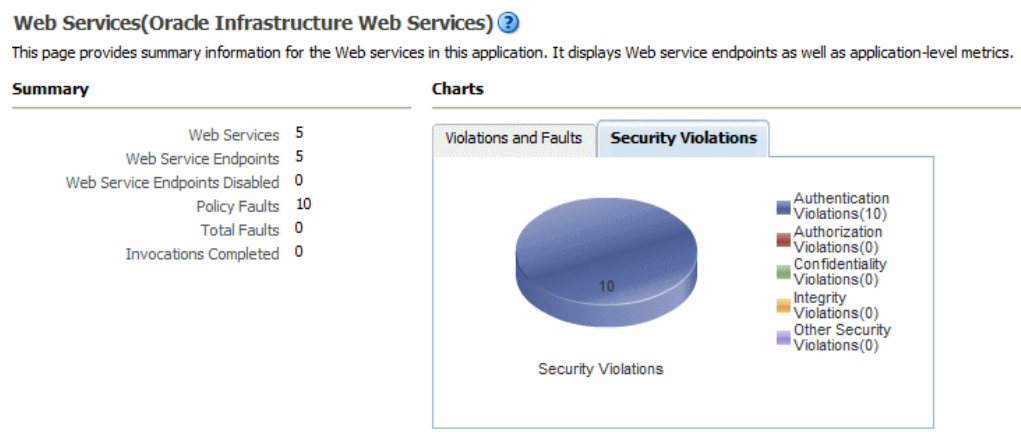 Web Services(Oracle Infrastructure Web Services) ?
This page provides summary information for the Web services in this application. It displays Web service endpoints as well as application-level metrics.
Summary
Web Services 5
Web Service Endpoints 5
Web Service Endpoints Disabled 0
Policy Faults 10
Total Faults 0
Invocations Completed 0
Charts
Violations and Faults Security Violations
10
Security Violations
Authentication
Violations(10)
Authorization
Violations(0)
Confidentiality
Violations(0)
Integrity
Violations(0)
Other Security
Violations(0)